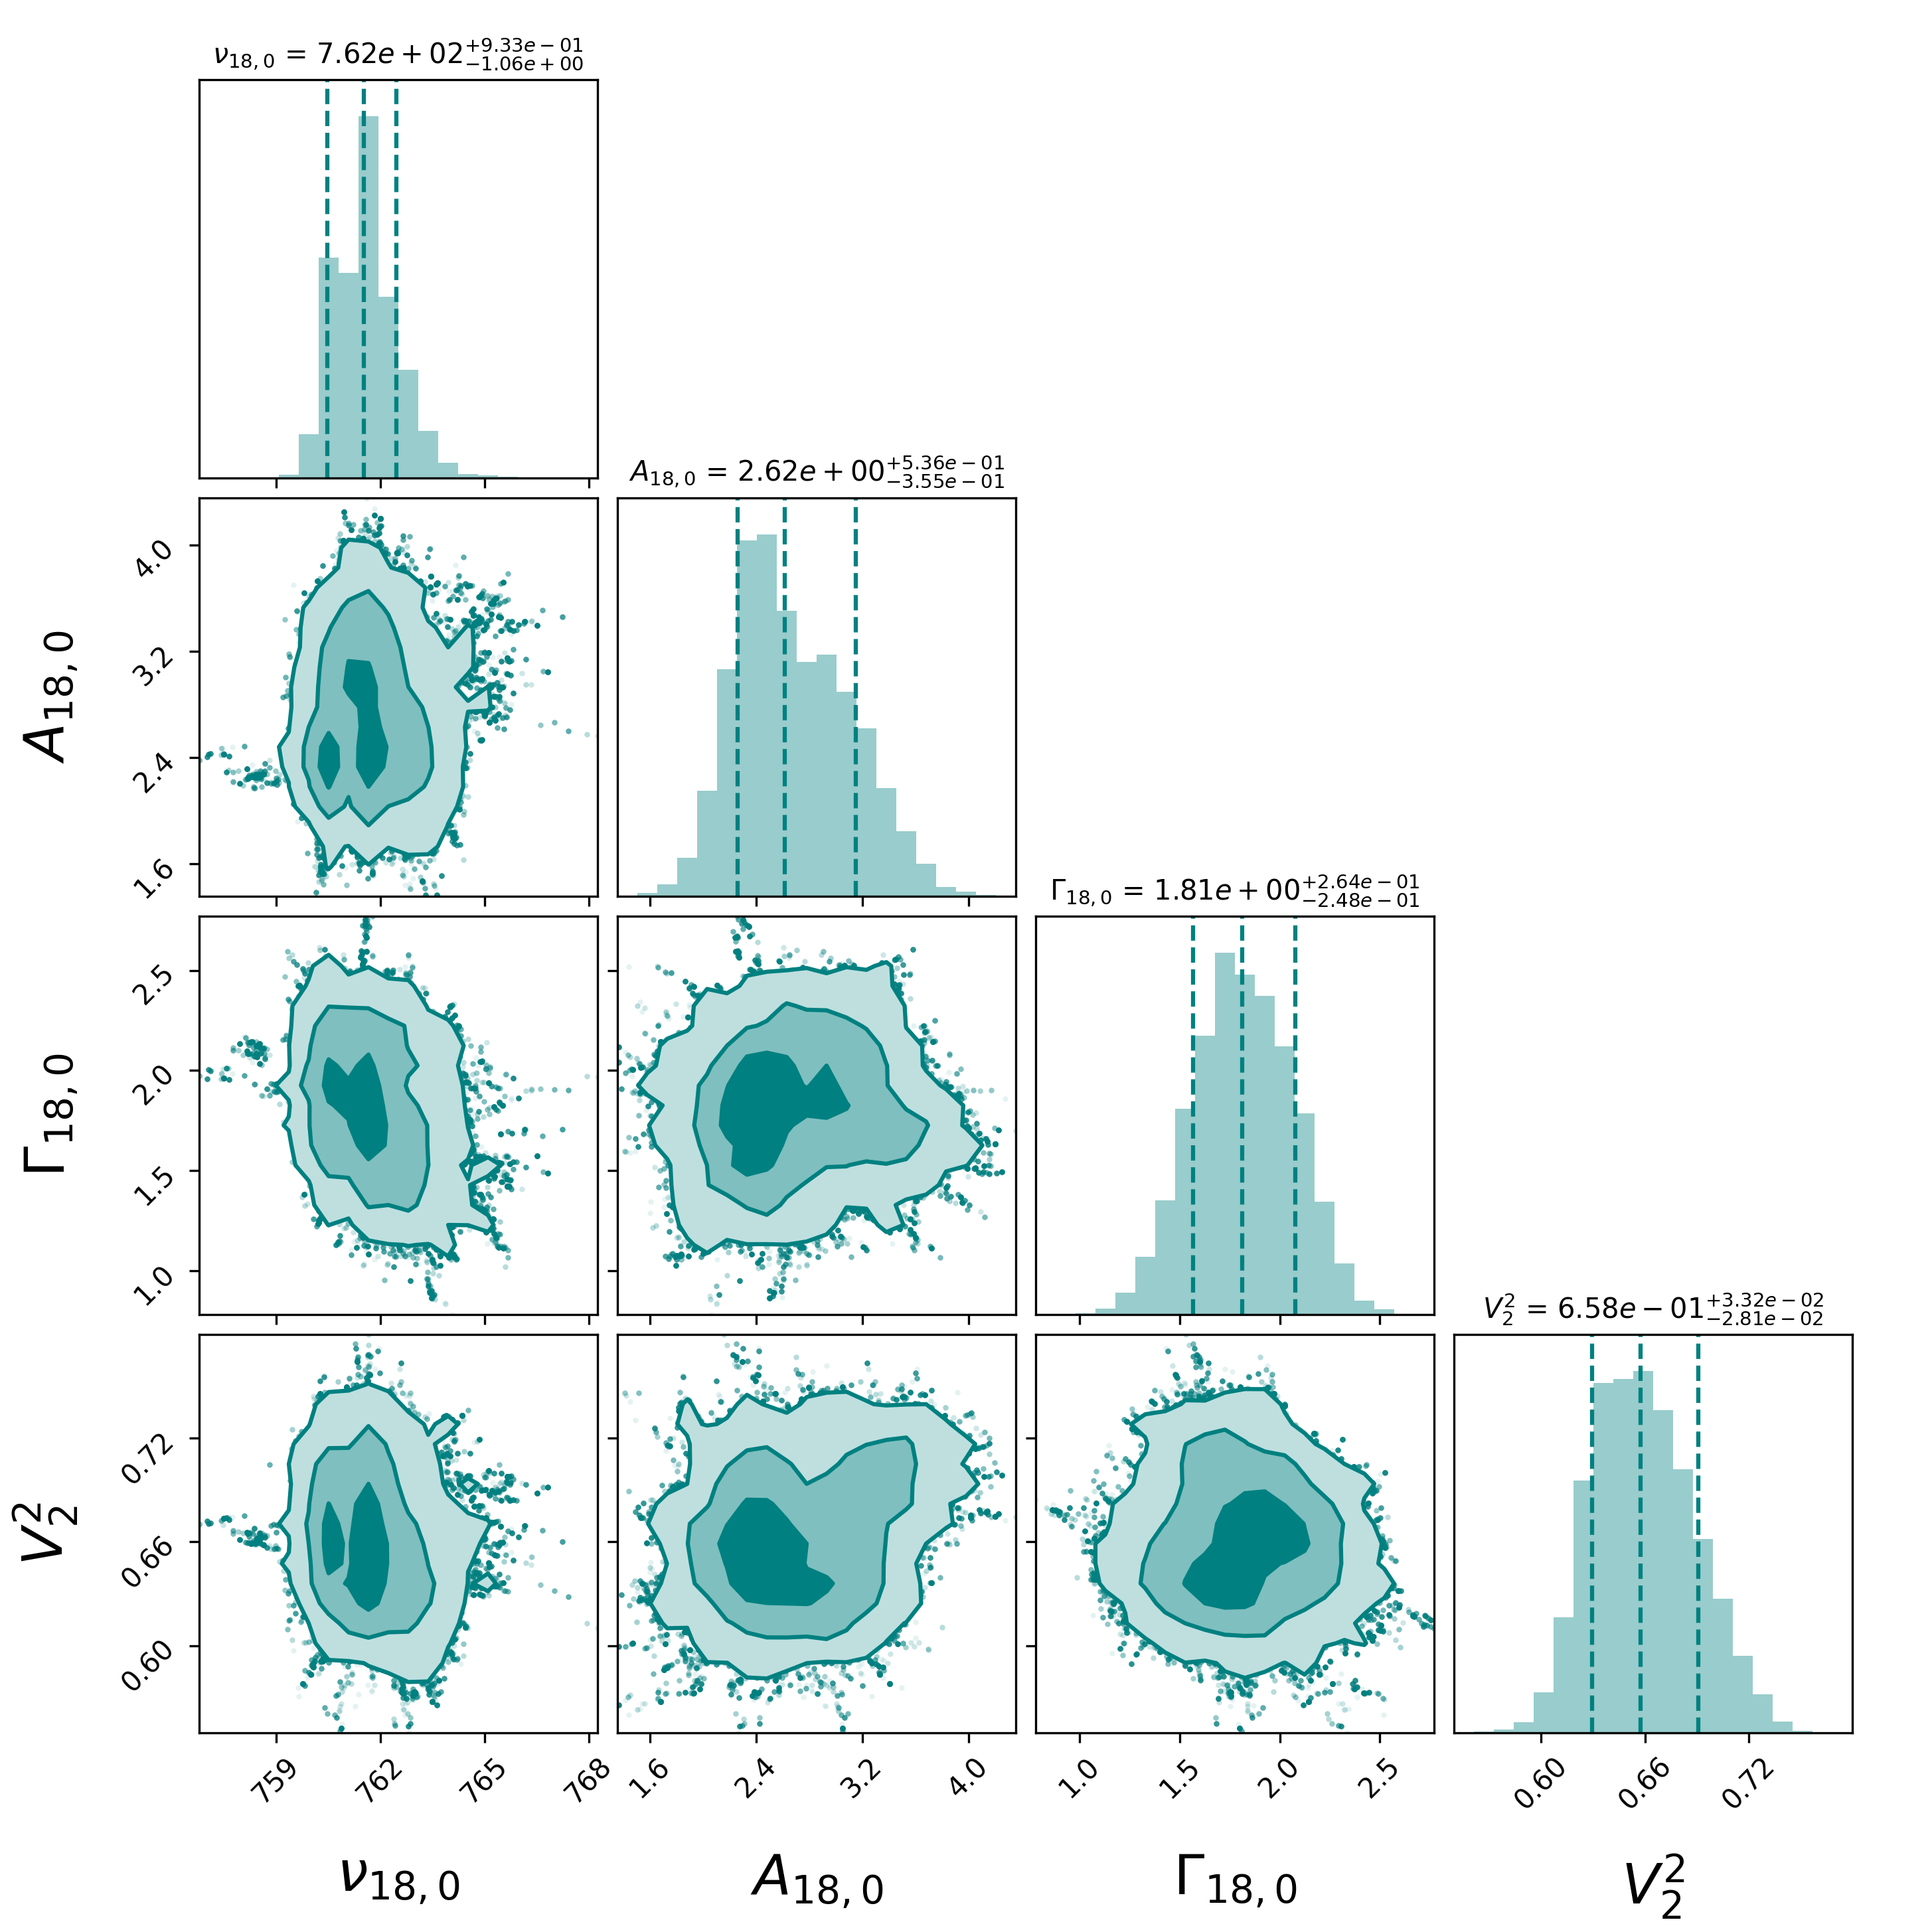 ν18,0 = 7.62e + 02 +9.33e − 01 −1.06e + 00
A18,0 = 2.62e + 00 +5.36e − 01 −3.55e − 01
4.0
3.2
2.4
1.6
A18,0
Γ18,0 = 1.81e + 00 +2.64e − 01 −2.48e − 01
2.5
2.0
1.5
1.0
Γ18,0
V₂² = 6.58e − 01 +3.32e − 02 −2.81e − 02
0.72
0.66
0.60
V₂²
759 762 765 768 1.6 2.4 3.2 4.0 1.0 1.5 2.0 2.5 0.60 0.66 0.72
ν18,0 A18,0 Γ18,0 V₂²